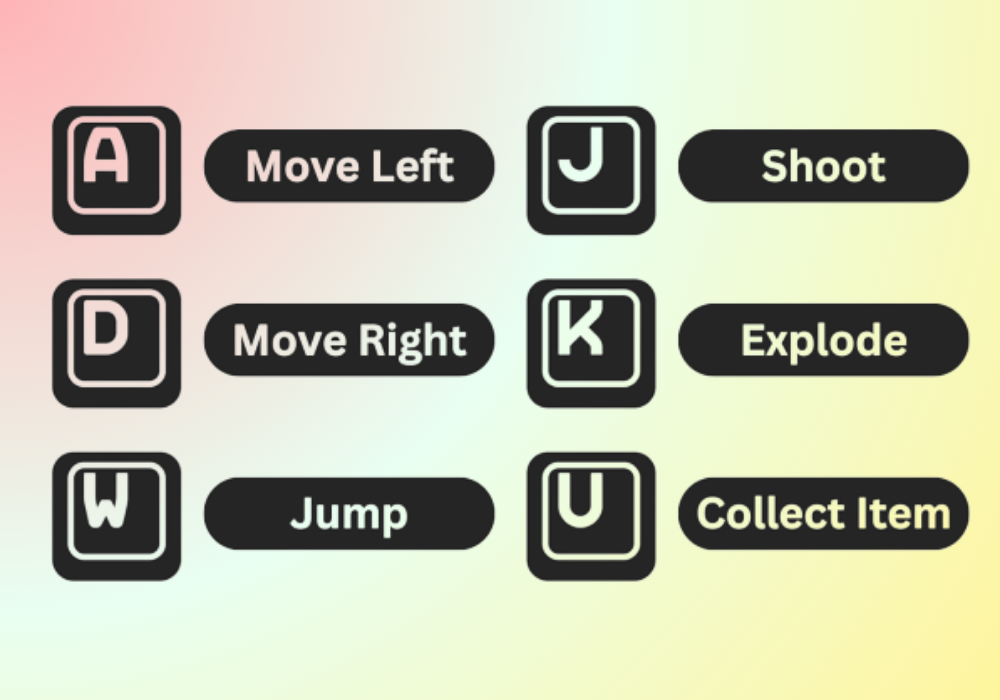 A Move Left
D Move Right
W Jump
J Shoot
K Explode
U Collect Item